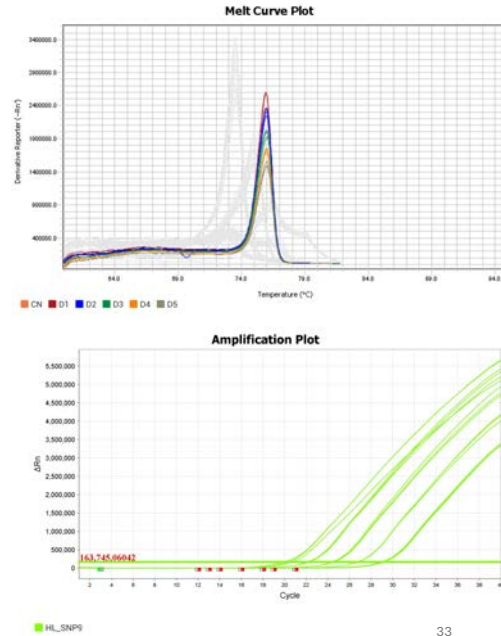 Melt Curve Plot
Derivative Reporter (-Rn')
3400000.0
2900000.0
2400000.0
1900000.0
1400000.0
400000.0
74.0
84.0
Temperature (°C)
CN D1 D2 D3 D4 D5
Amplification Plot
ΔRn
5,500,000
5,000,000
4,500,000
4,000,000
3,500,000
3,000,000
2,500,000
2,000,000
1,500,000
1,000,000
500,000
0
163,745.06042
2 4 6 8 10 12 14 16 18 20 22 24 26 28 30 32 34 36 38
Cycle
HL_SNP9
33